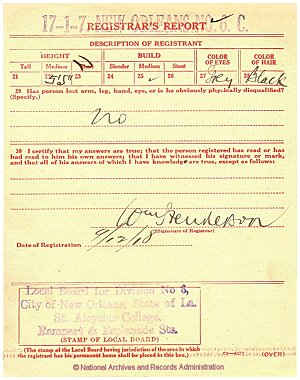 17-1-7 NEW ORLEANS NO. 6. C.
REGISTRAR'S REPORT
DESCRIPTION OF REGISTRANT
HEIGHT BUILD COLOR OF EYES COLOR OF HAIR
Tall Medium Short Slender Medium Stout
21 22 23 24 25 26 27 Grey 28 Black
29 Has person lost arm, leg, hand, eye, or is he obviously physically disqualified?
(Specify.)
No
30 I certify that my answers are true; that the person registered has read or has
had read to him his own answers; that I have witnessed his signature or mark,
and that all of his answers of which I have knowledge are true, except as follows:
Wm Henderson
(Signature of Registrar)
Date of Registration 9/12/18
Local Board for Division No 6,
City of New Orleans, State of La.
St. Aloysius College,
Rampart & Esplanade Sts.
(STAMP OF LOCAL BOARD)
(The stamp of the Local Board having jurisdiction of the area in which
the registrant has his permanent home shall be placed in this box.)
(OVER)
© National Archives and Records Administration